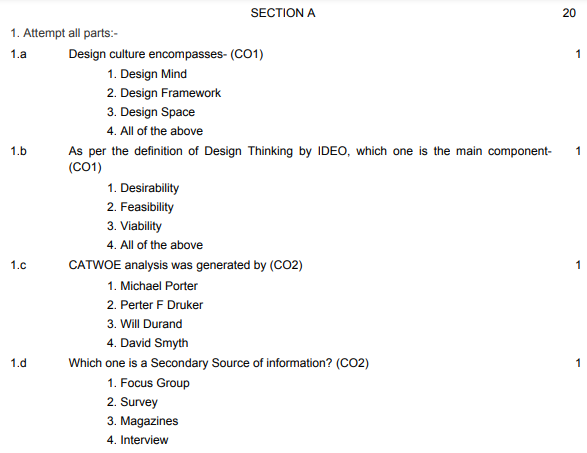 SECTION A 20
1. Attempt all parts:-
1.a Design culture encompasses- (CO1) 1
1. Design Mind
2. Design Framework
3. Design Space
4. All of the above
1.b As per the definition of Design Thinking by IDEO, which one is the main component- 1
(CO1)
1. Desirability
2. Feasibility
3. Viability
4. All of the above
1.c CATWOE analysis was generated by (CO2) 1
1. Michael Porter
2. Perter F Druker
3. Will Durand
4. David Smyth
1.d Which one is a Secondary Source of information? (CO2) 1
1. Focus Group
2. Survey
3. Magazines
4. Interview